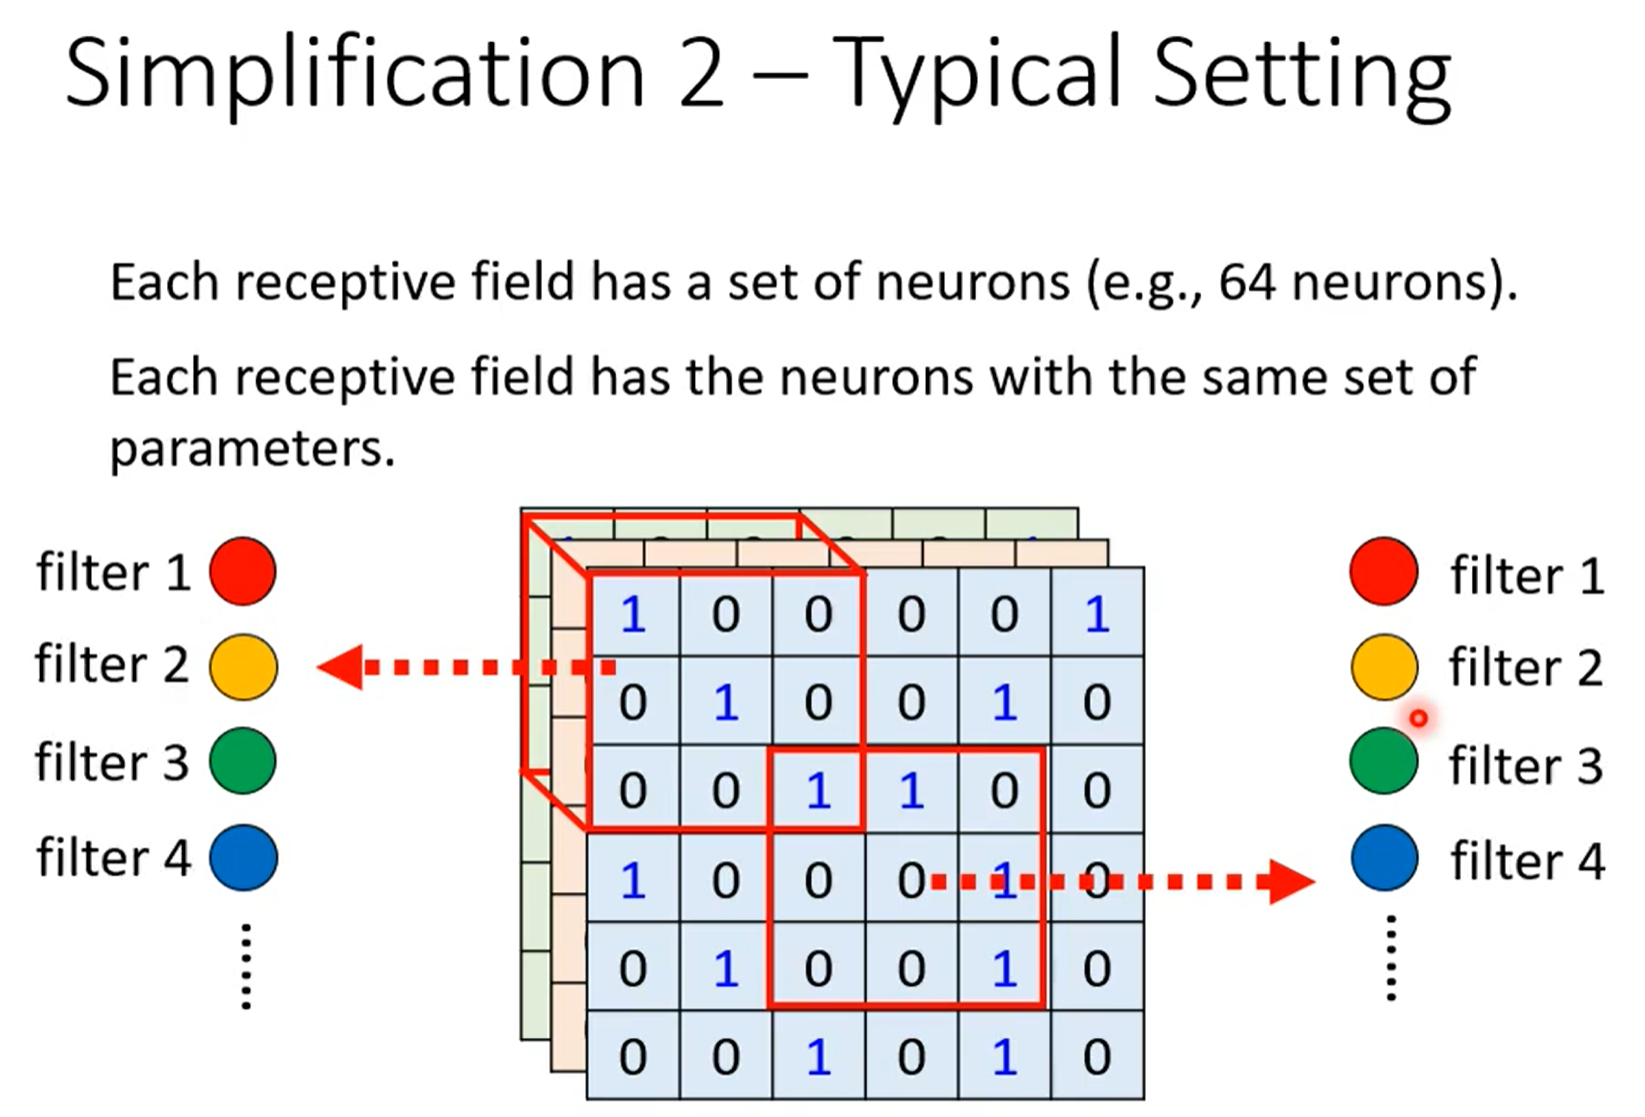 Simplification 2 – Typical Setting
Each receptive field has a set of neurons (e.g., 64 neurons).
Each receptive field has the neurons with the same set of
parameters.
filter 1
filter 2
filter 3
filter 4
1 0 0 0 0 1
0 1 0 0 1 0
0 0 1 1 0 0
1 0 0 0 1 0
0 1 0 0 1 0
0 0 1 0 1 0
filter 1
filter 2
filter 3
filter 4